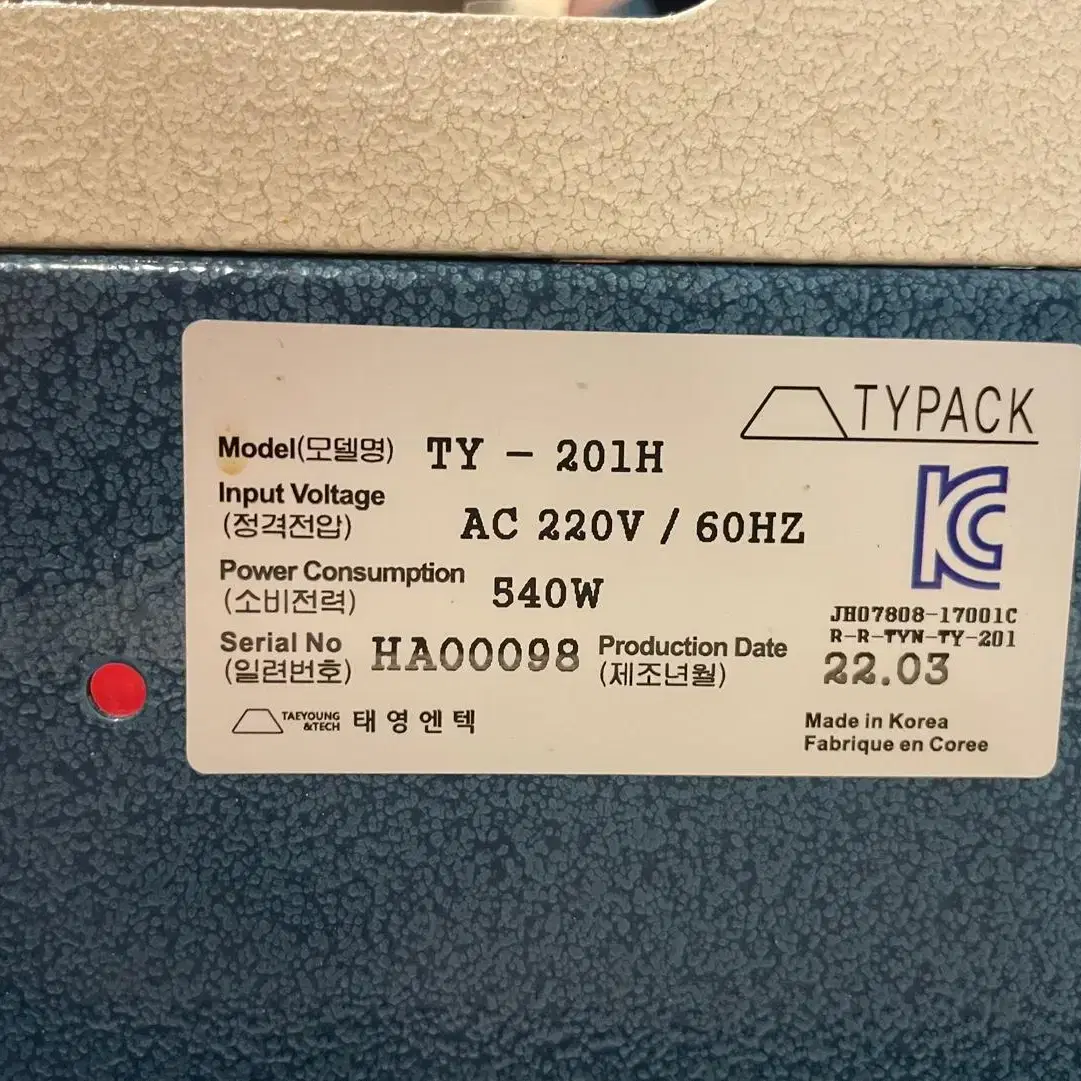 TYPACK
Model(모델명) TY - 201H
Input Voltage
(정격전압) AC 220V / 60HZ
Power Consumption
(소비전력) 540W
JH07808-17001C
R-R-TYN-TY-201
Serial No
(일련번호) HA00098
Production Date
(제조년월) 22.03
TAEYOUNG
&TECH 태영엔텍
Made in Korea
Fabrique en Coree